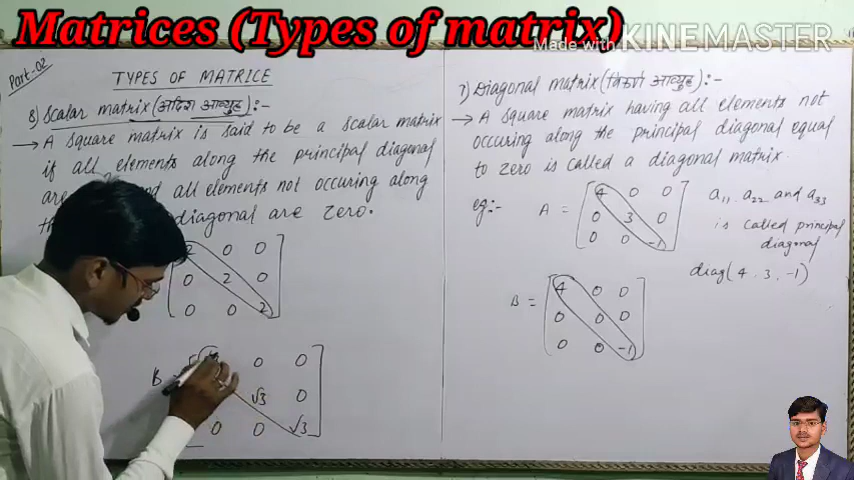 Matrices (Types of matrix)
Made with KINEMASTER
Part-02
TYPES OF MATRICE
8) Scalar matrix (अदिश आव्यूह) :-
→ A square matrix is said to be a scalar matrix
if all elements along the principal diagonal
are and all elements not occuring along
diagonal are zero.
2 0 0
0 2 0
0 0 2
B
0 0
√3 0
0 0 √3
7) Diagonal matrix (विकर्ण आव्यूह) :-
→ A square matrix having all elements not
occuring along the principal diagonal equal
to zero is called a diagonal matrix.
eg:- A =
4 0 0
0 3 0
0 0 -1
a11, a22 and a33
is called principal
diagonal
diag(4, 3, -1)
B =
4 0 0
0 0 0
0 0 -1